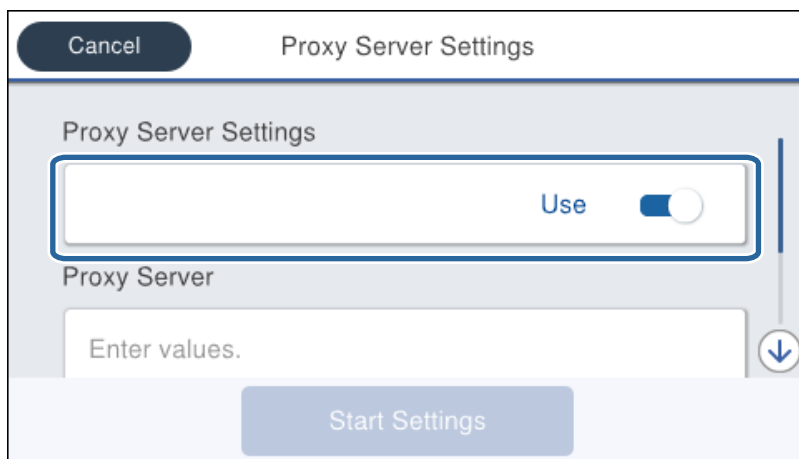 Cancel
Proxy Server Settings
Proxy Server Settings
Use
Proxy Server
Enter values.
Start Settings